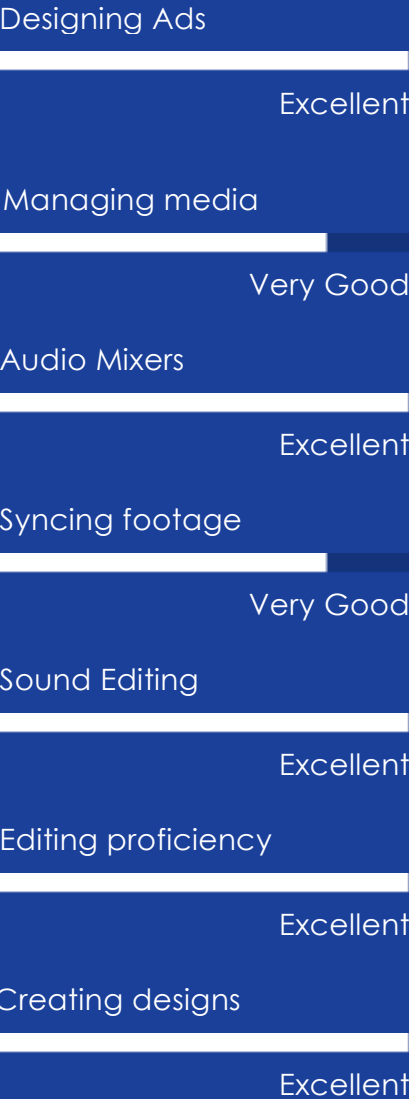 Designing Ads
Excellent
Managing media
Very Good
Audio Mixers
Excellent
Syncing footage
Very Good
Sound Editing
Excellent
Editing proficiency
Excellent
Creating designs
Excellent